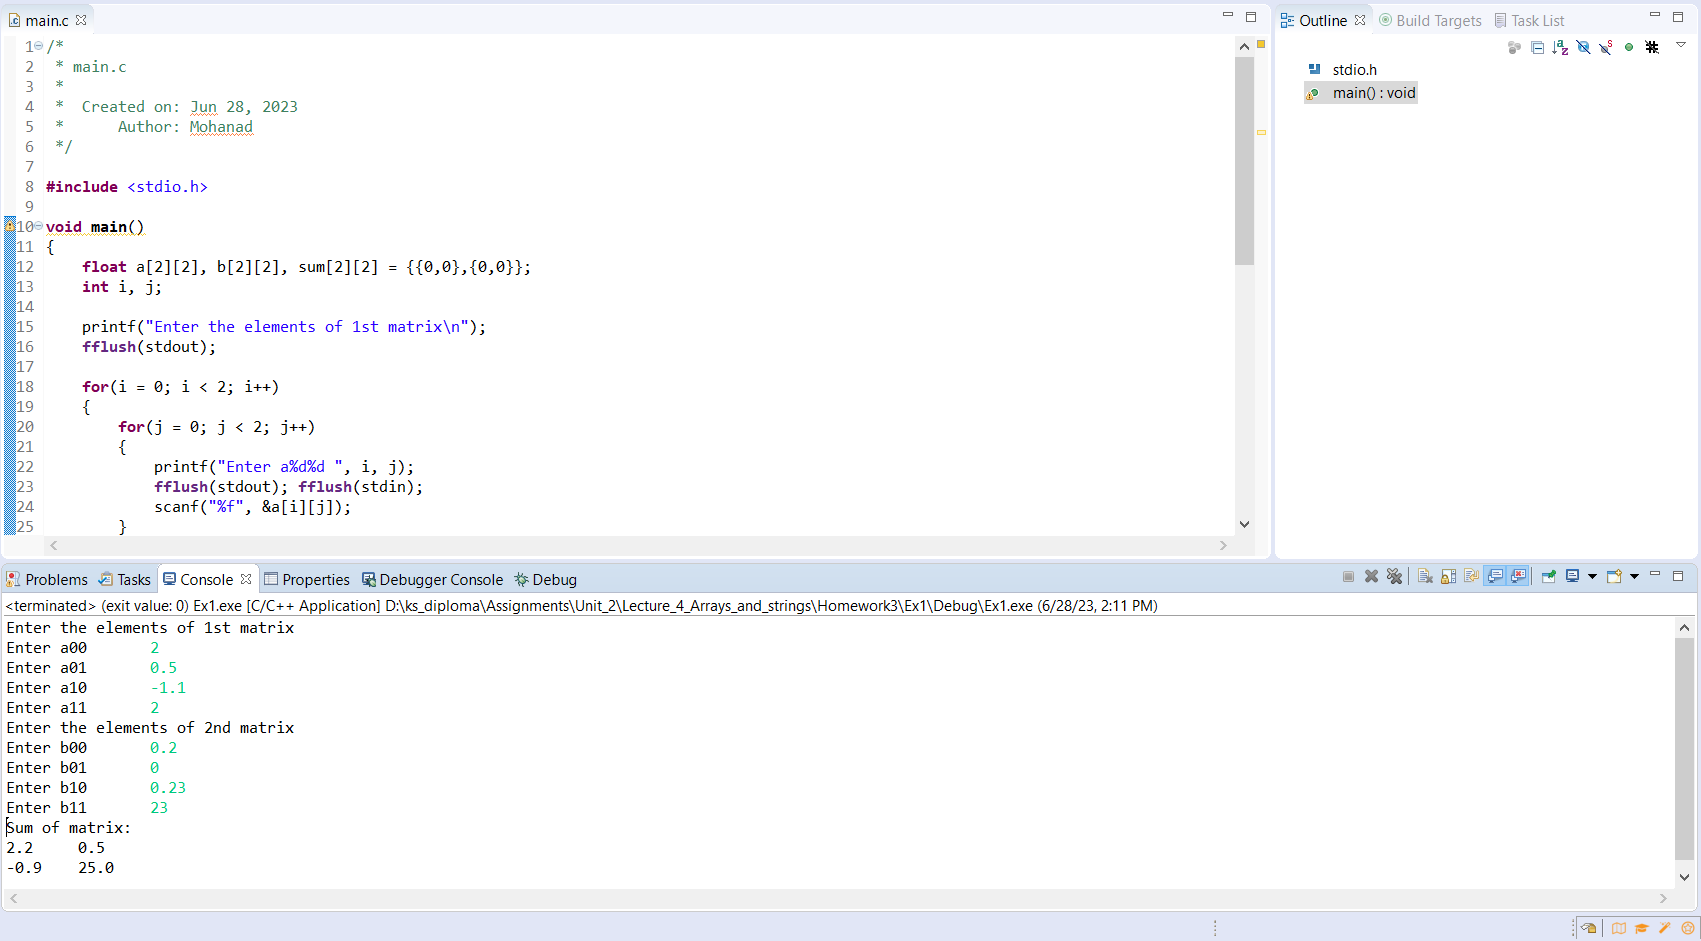 main.c
Outline
Build Targets
Task List
stdio.h
main() : void
1 /*
2  * main.c
3  *
4  *  Created on: Jun 28, 2023
5  *      Author: Mohanad
6  */
7
8 #include <stdio.h>
9
10 void main()
11 {
12     float a[2][2], b[2][2], sum[2][2] = {{0,0},{0,0}};
13     int i, j;
14
15     printf("Enter the elements of 1st matrix\n");
16     fflush(stdout);
17
18     for(i = 0; i < 2; i++)
19     {
20         for(j = 0; j < 2; j++)
21         {
22             printf("Enter a%d%d ", i, j);
23             fflush(stdout); fflush(stdin);
24             scanf("%f", &a[i][j]);
25         }
Problems Tasks Console Properties Debugger Console Debug
<terminated> (exit value: 0) Ex1.exe [C/C++ Application] D:\ks_diploma\Assignments\Unit_2\Lecture_4_Arrays_and_strings\Homework3\Ex1\Debug\Ex1.exe (6/28/23, 2:11 PM)
Enter the elements of 1st matrix
Enter a00       2
Enter a01       0.5
Enter a10       -1.1
Enter a11       2
Enter the elements of 2nd matrix
Enter b00       0.2
Enter b01       0
Enter b10       0.23
Enter b11       23
Sum of matrix:
2.2     0.5
-0.9    25.0